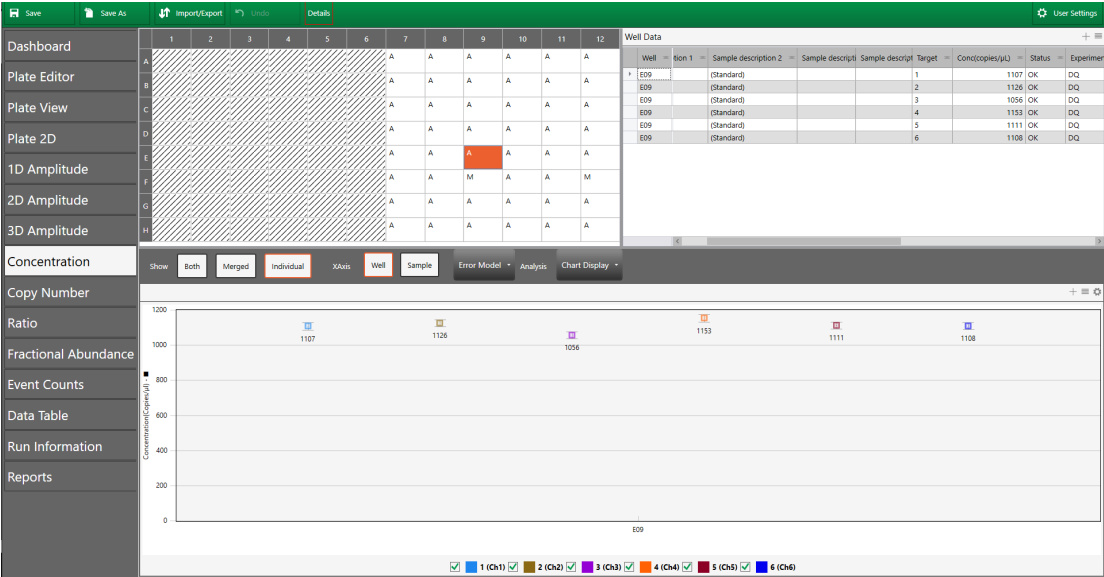 Save Save As Import/Export Undo Details User Settings
Dashboard
Plate Editor
Plate View
Plate 2D
1D Amplitude
2D Amplitude
3D Amplitude
Concentration
Copy Number
Ratio
Fractional Abundance
Event Counts
Data Table
Run Information
Reports
1 2 3 4 5 6 7 8 9 10 11 12
A A A A A A A
B A A A A A A
C A A A A A A
D A A A A A A
E A A A A A A
F A A M A A M
G A A A A A A
H A A A A A A
Well Data
Well tion 1 Sample description 2 Sample descripti Sample descript Target Conc(copies/µL) Status Experimen
E09 (Standard) 1 1107 OK DQ
E09 (Standard) 2 1126 OK DQ
E09 (Standard) 3 1056 OK DQ
E09 (Standard) 4 1153 OK DQ
E09 (Standard) 5 1111 OK DQ
E09 (Standard) 6 1108 OK DQ
Show Both Merged Individual XAxis Well Sample Error Model Analysis Chart Display
Concentration(Copies/µl) -
1200
1000
800
600
400
200
0
1107 1126 1056 1153 1111 1108
E09
1 (Ch1) 2 (Ch2) 3 (Ch3) 4 (Ch4) 5 (Ch5) 6 (Ch6)